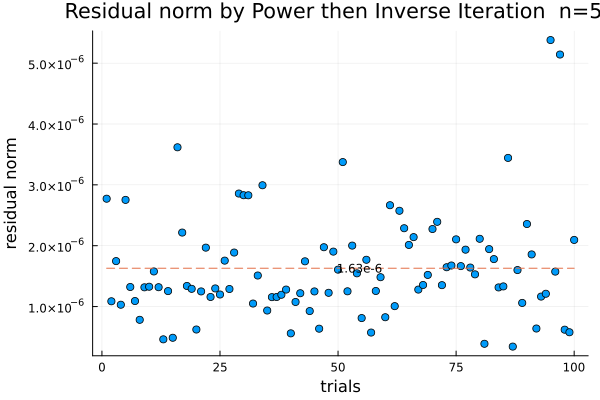 Residual norm by Power then Inverse Iteration n=5
residual norm
5.0×10⁻⁶
4.0×10⁻⁶
3.0×10⁻⁶
2.0×10⁻⁶
1.0×10⁻⁶
1.63e-6
0 25 50 75 100
trials